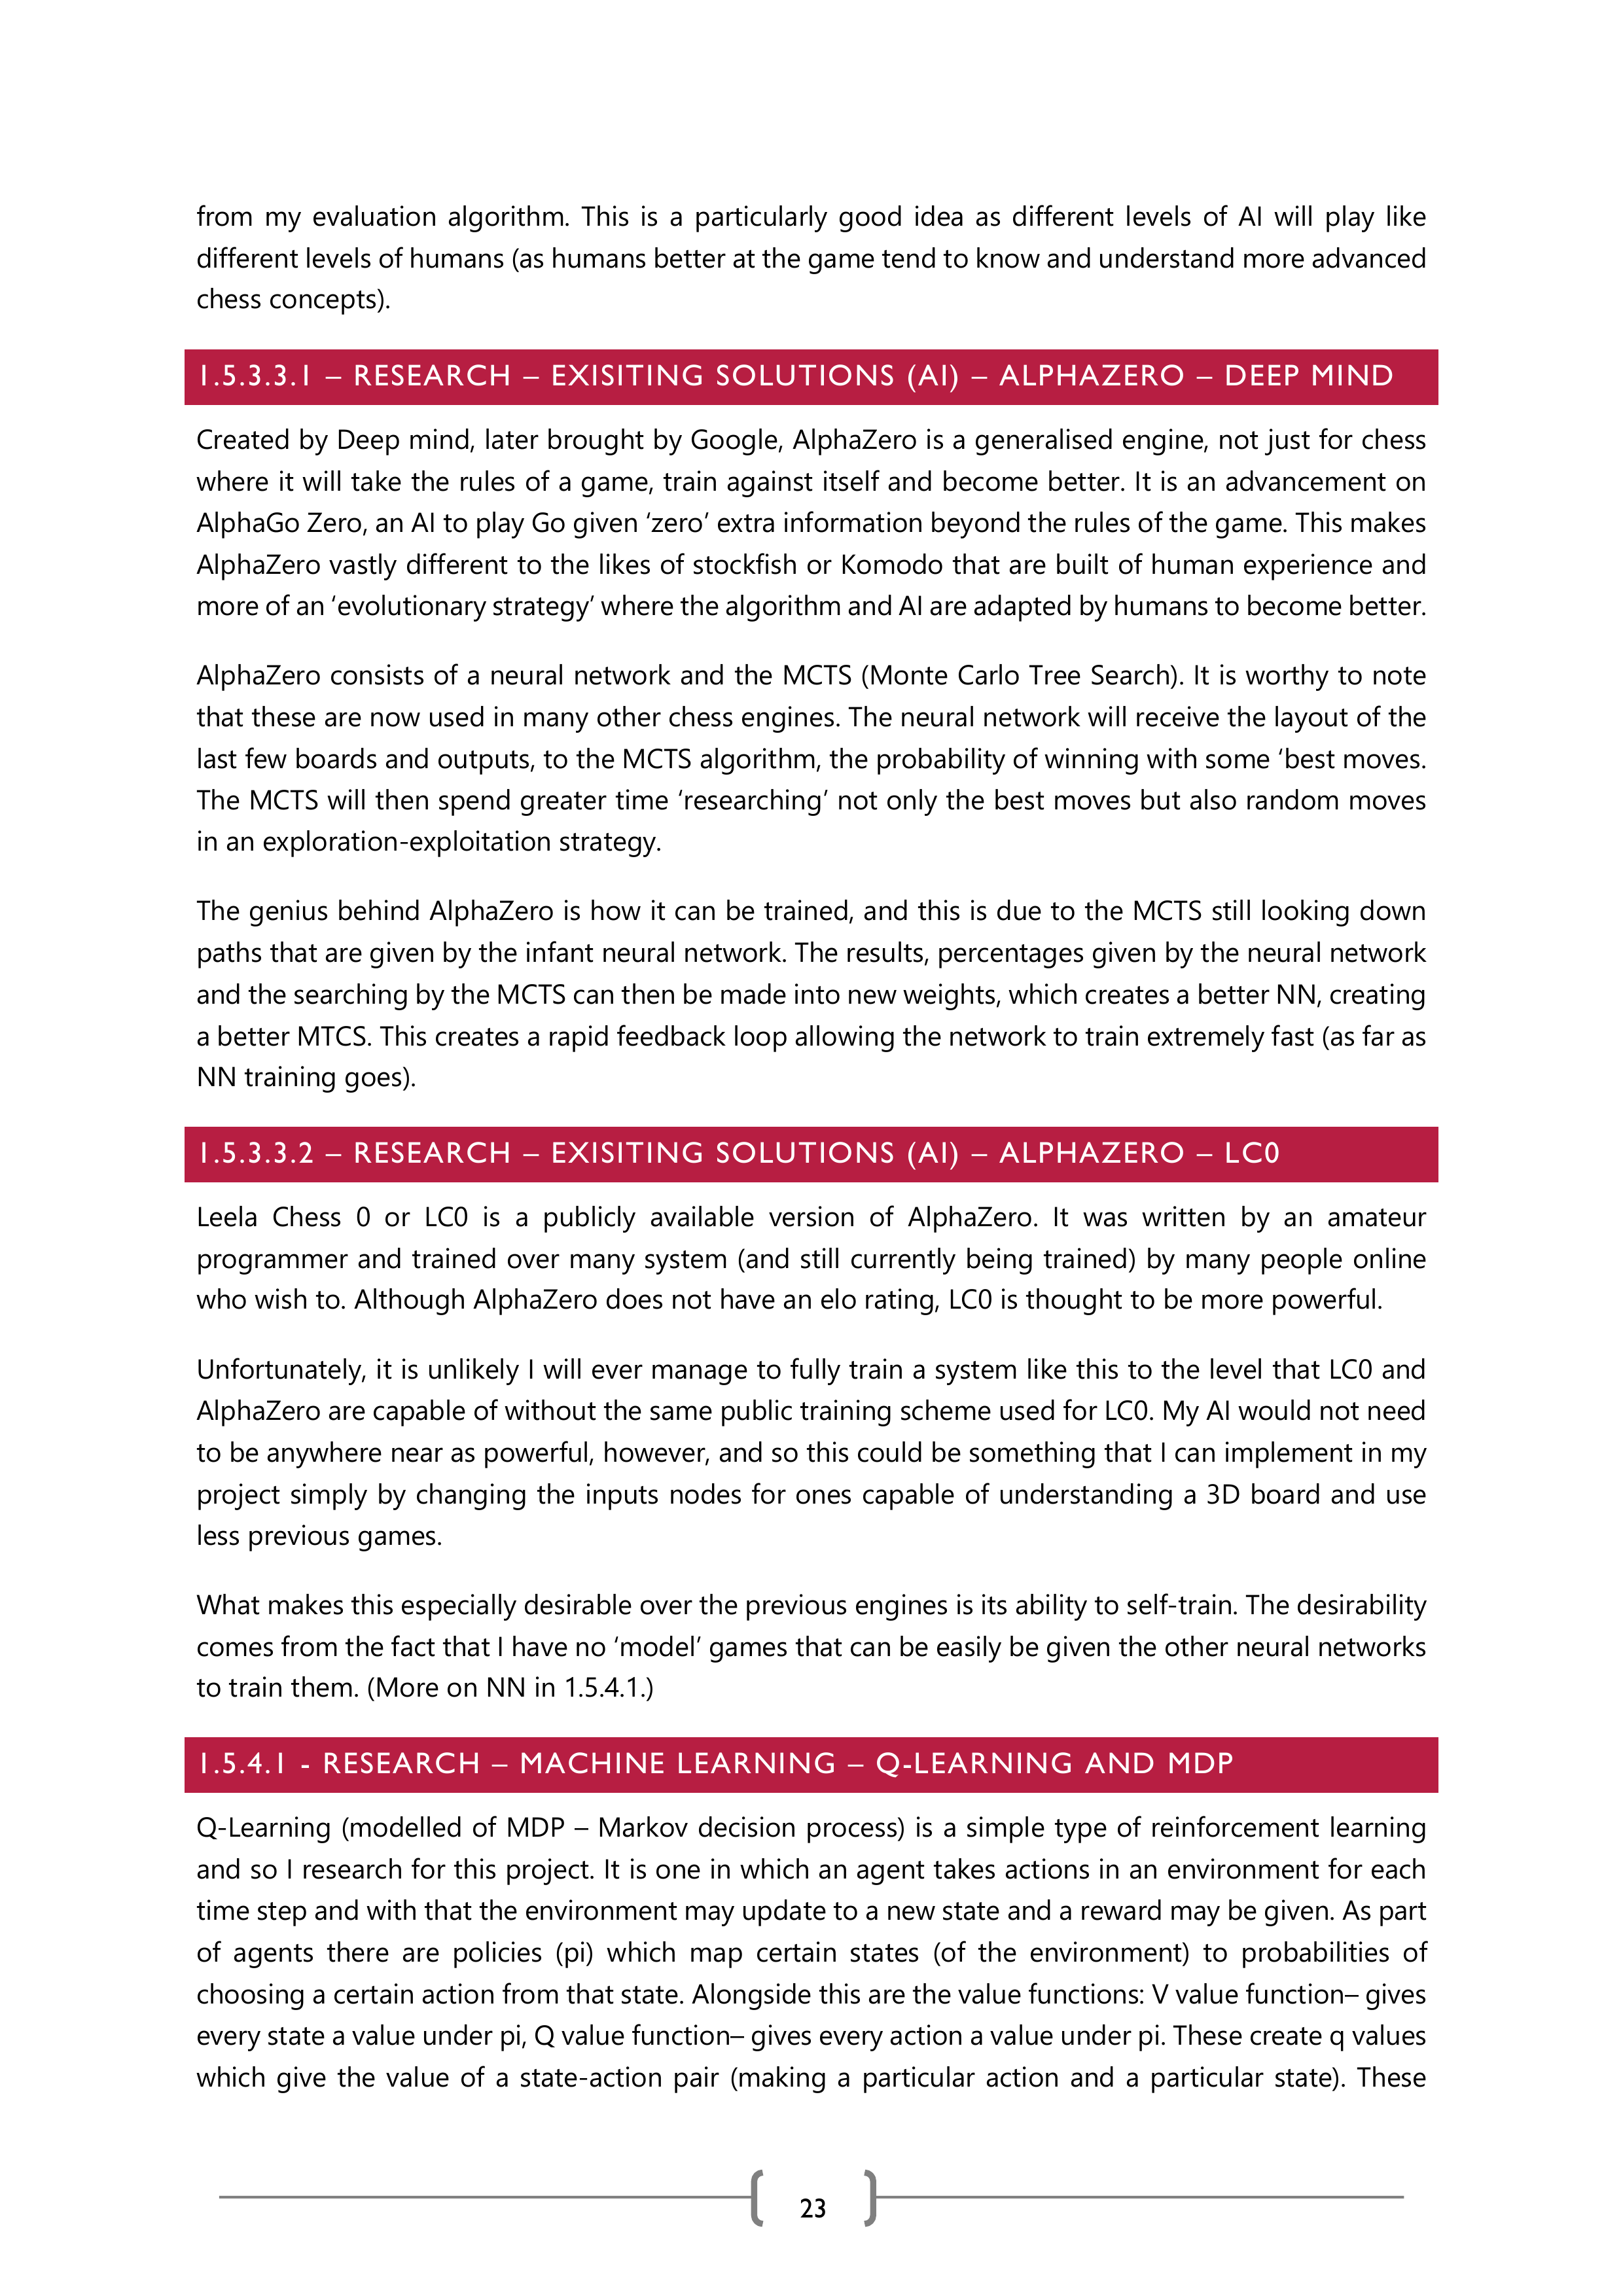 from my evaluation algorithm. This is a particularly good idea as different levels of AI will play like
different levels of humans (as humans better at the game tend to know and understand more advanced
chess concepts).
1.5.3.3.1 – RESEARCH – EXISITING SOLUTIONS (AI) – ALPHAZERO – DEEP MIND
Created by Deep mind, later brought by Google, AlphaZero is a generalised engine, not just for chess
where it will take the rules of a game, train against itself and become better. It is an advancement on
AlphaGo Zero, an AI to play Go given ‘zero’ extra information beyond the rules of the game. This makes
AlphaZero vastly different to the likes of stockfish or Komodo that are built of human experience and
more of an ‘evolutionary strategy’ where the algorithm and AI are adapted by humans to become better.
AlphaZero consists of a neural network and the MCTS (Monte Carlo Tree Search). It is worthy to note
that these are now used in many other chess engines. The neural network will receive the layout of the
last few boards and outputs, to the MCTS algorithm, the probability of winning with some ‘best moves.
The MCTS will then spend greater time ‘researching’ not only the best moves but also random moves
in an exploration-exploitation strategy.
The genius behind AlphaZero is how it can be trained, and this is due to the MCTS still looking down
paths that are given by the infant neural network. The results, percentages given by the neural network
and the searching by the MCTS can then be made into new weights, which creates a better NN, creating
a better MTCS. This creates a rapid feedback loop allowing the network to train extremely fast (as far as
NN training goes).
1.5.3.3.2 – RESEARCH – EXISITING SOLUTIONS (AI) – ALPHAZERO – LC0
Leela Chess 0 or LC0 is a publicly available version of AlphaZero. It was written by an amateur
programmer and trained over many system (and still currently being trained) by many people online
who wish to. Although AlphaZero does not have an elo rating, LC0 is thought to be more powerful.
Unfortunately, it is unlikely I will ever manage to fully train a system like this to the level that LC0 and
AlphaZero are capable of without the same public training scheme used for LC0. My AI would not need
to be anywhere near as powerful, however, and so this could be something that I can implement in my
project simply by changing the inputs nodes for ones capable of understanding a 3D board and use
less previous games.
What makes this especially desirable over the previous engines is its ability to self-train. The desirability
comes from the fact that I have no ‘model’ games that can be easily be given the other neural networks
to train them. (More on NN in 1.5.4.1.)
1.5.4.1 - RESEARCH – MACHINE LEARNING – Q-LEARNING AND MDP
Q-Learning (modelled of MDP – Markov decision process) is a simple type of reinforcement learning
and so I research for this project. It is one in which an agent takes actions in an environment for each
time step and with that the environment may update to a new state and a reward may be given. As part
of agents there are policies (pi) which map certain states (of the environment) to probabilities of
choosing a certain action from that state. Alongside this are the value functions: V value function– gives
every state a value under pi, Q value function– gives every action a value under pi. These create q values
which give the value of a state-action pair (making a particular action and a particular state). These
23